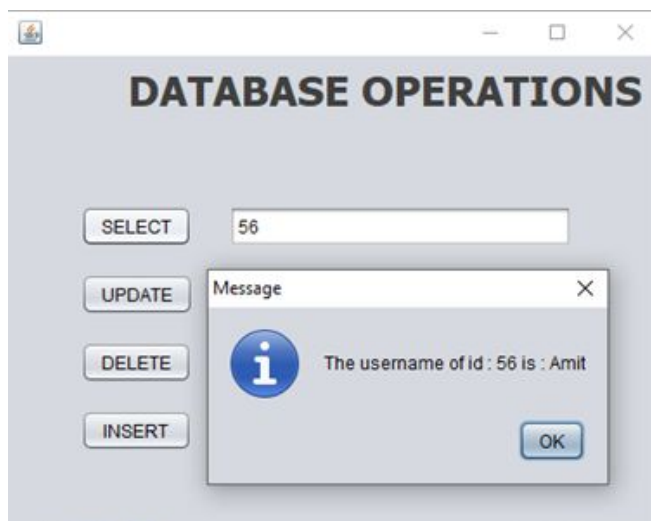 DATABASE OPERATIONS
SELECT
56
UPDATE
Message
DELETE
The username of id : 56 is : Amit
INSERT
OK